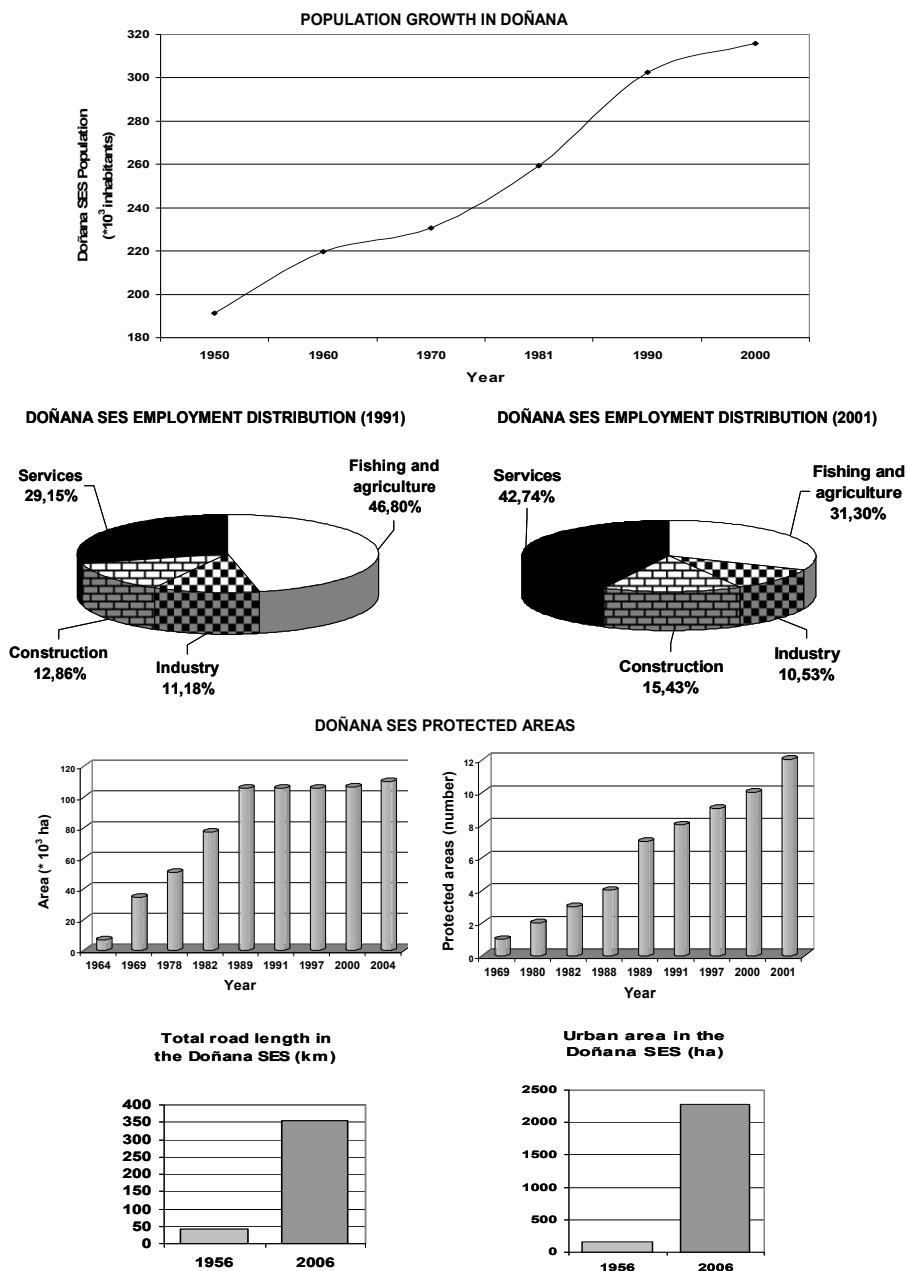 POPULATION GROWTH IN DOÑANA
Doñana SES Population
(*10³ inhabitants)
320
300
280
260
240
220
200
180
1950 1960 1970 1981 1990 2000
Year
DOÑANA SES EMPLOYMENT DISTRIBUTION (1991)
Services
29,15%
Fishing and
agriculture
46,80%
Construction
12,86%
Industry
11,18%
DOÑANA SES EMPLOYMENT DISTRIBUTION (2001)
Services
42,74%
Fishing and
agriculture
31,30%
Construction
15,43%
Industry
10,53%
DOÑANA SES PROTECTED AREAS
Area (* 10³ ha)
120
100
80
60
40
20
0
1964 1969 1978 1982 1989 1991 1997 2000 2004
Year
Protected areas (number)
12
10
8
6
4
2
0
1969 1980 1982 1988 1989 1991 1997 2000 2001
Year
Total road length in
the Doñana SES (km)
400
350
300
250
200
150
100
50
0
1956 2006
Urban area in the
Doñana SES (ha)
2500
2000
1500
1000
500
0
1956 2006